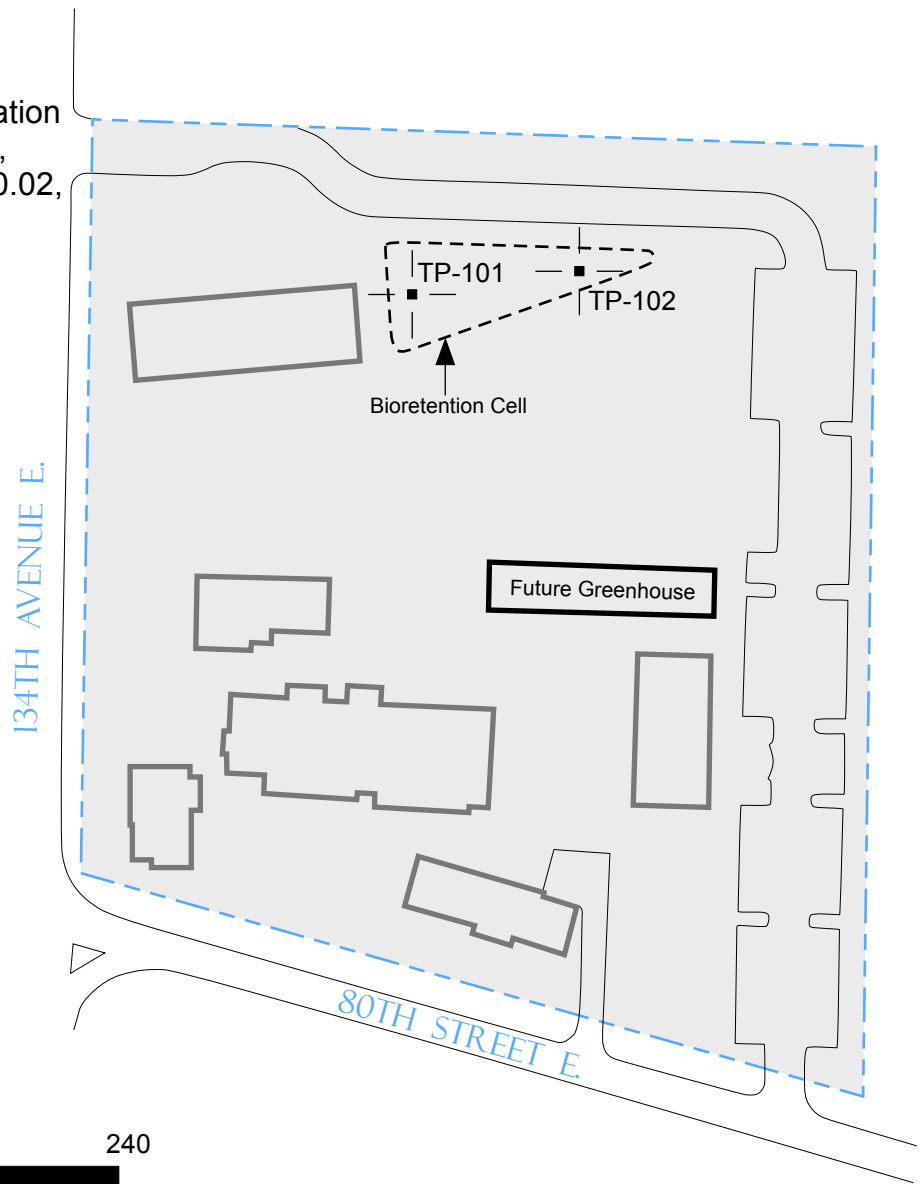 ation
,
0.02,
TP-101
TP-102
Bioretention Cell
134TH AVENUE E.
Future Greenhouse
80TH STREET E.
240